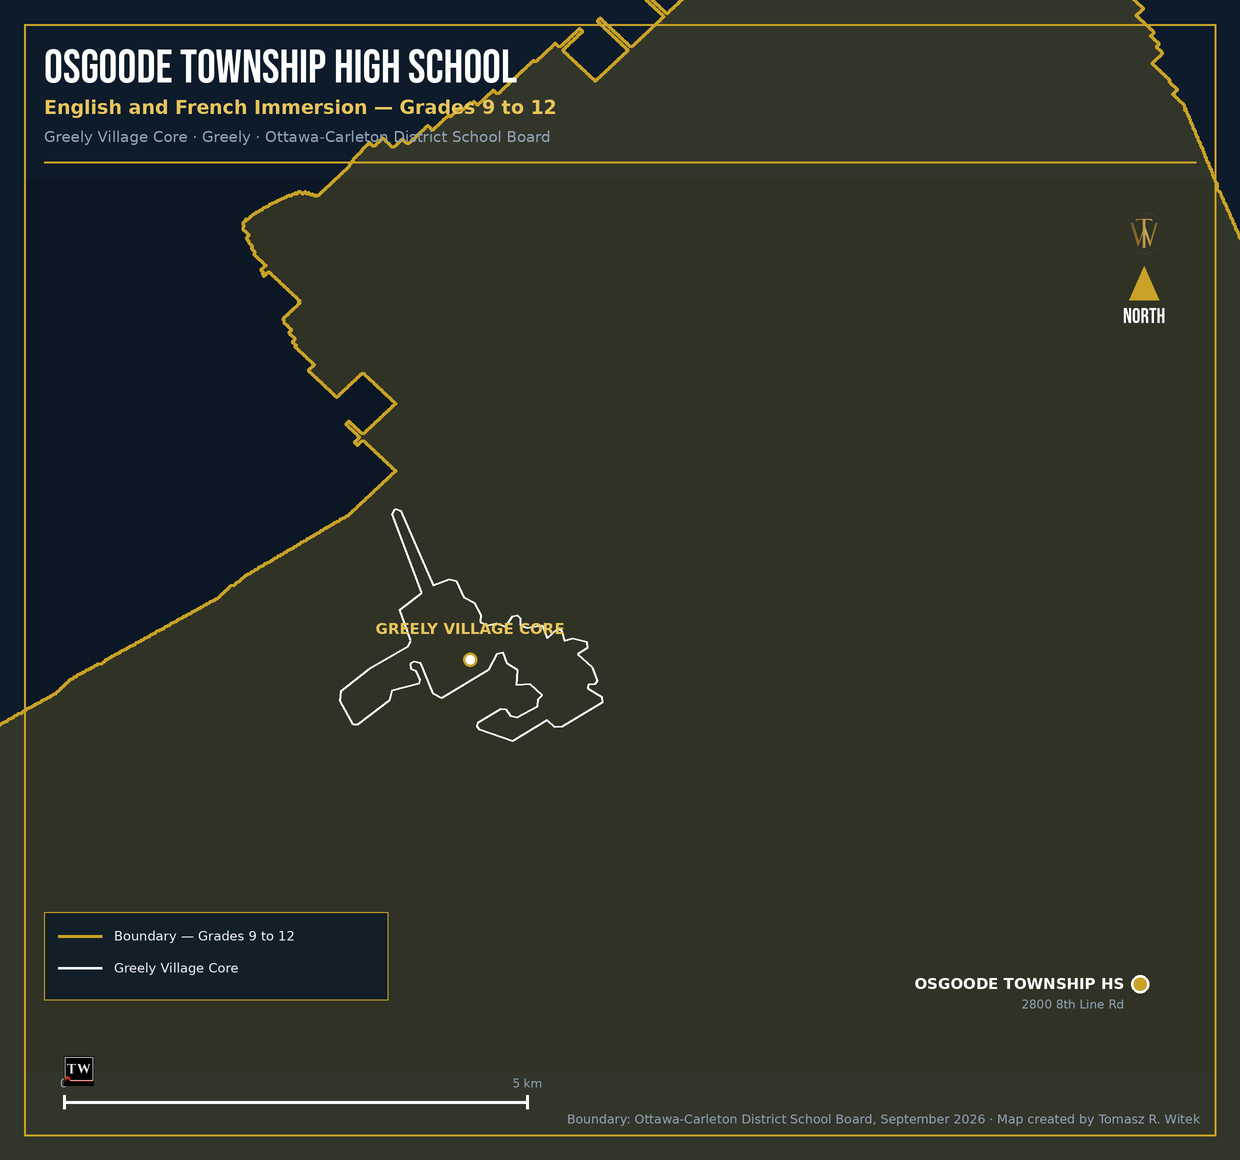 OSGOODE TOWNSHIP HIGH SCHOOL
English and French Immersion — Grades 9 to 12
Greely Village Core · Greely · Ottawa-Carleton District School Board
TW
NORTH
GREELY VILLAGE CORE
Boundary — Grades 9 to 12
Greely Village Core
OSGOODE TOWNSHIP HS
2800 8th Line Rd
TW
5 km
Boundary: Ottawa-Carleton District School Board, September 2026 · Map created by Tomasz R. Witek